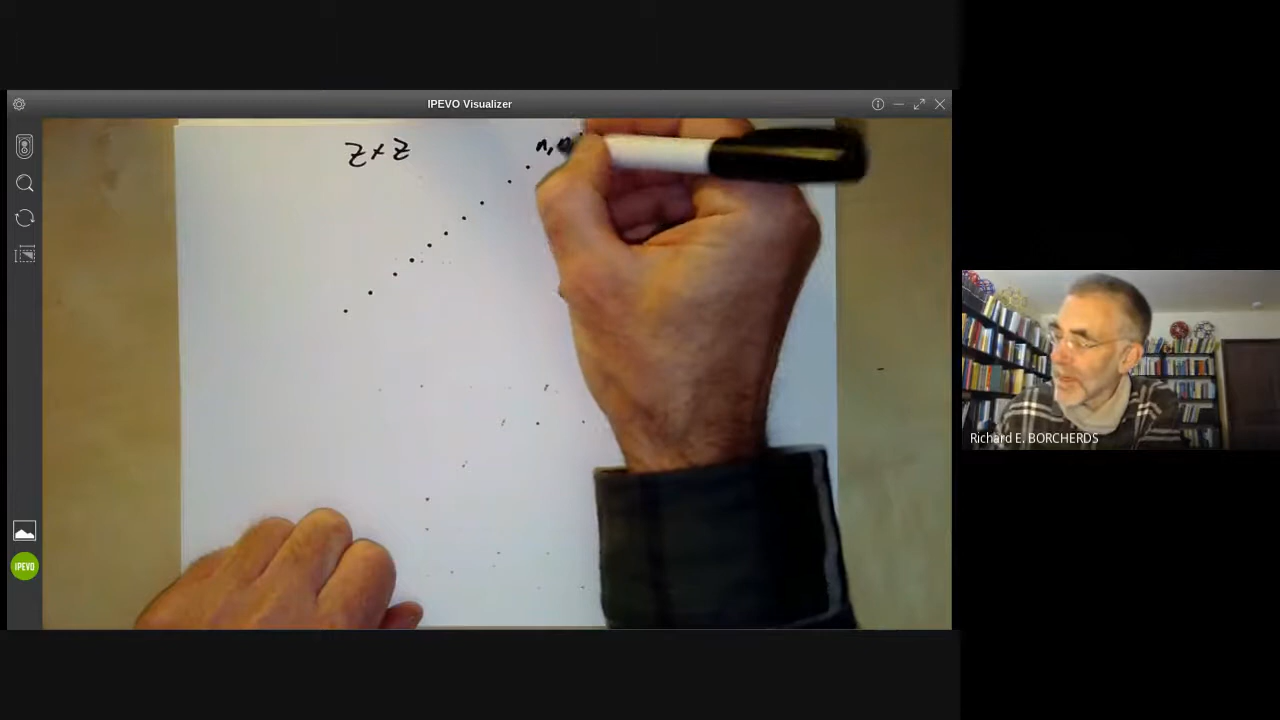 IPEVO Visualizer
Z × Z
n,
IPEVO
Richard E. BORCHERDS